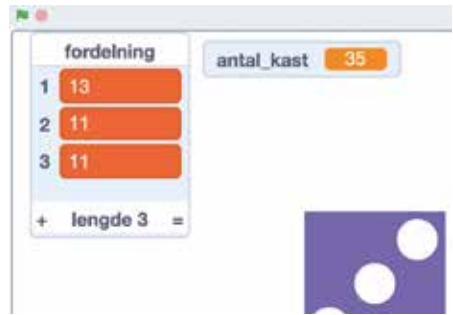 fordelning
antal_kast 35
1 13
2 11
3 11
+ lengde 3 =